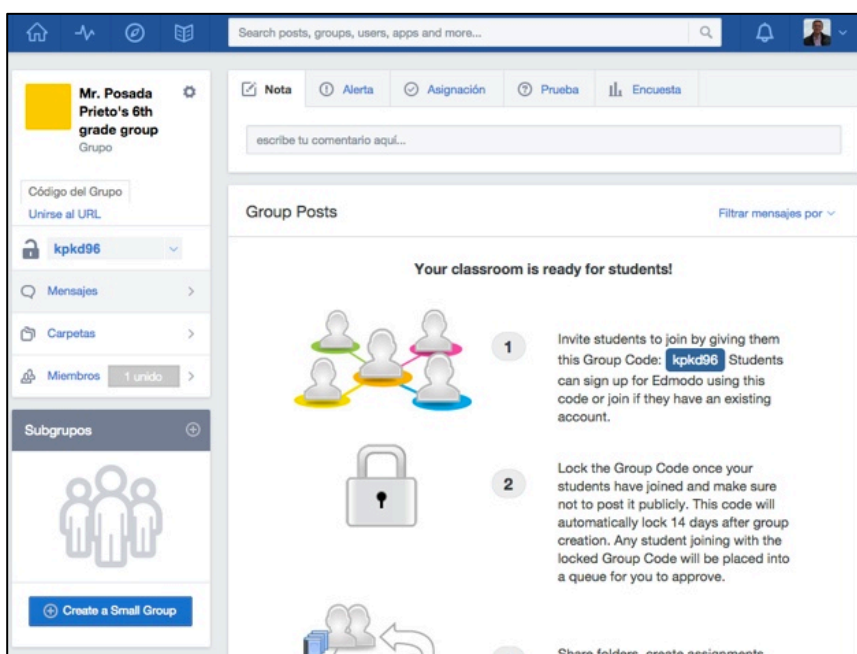 Search posts, groups, users, apps and more...
Mr. Posada
Prieto's 6th
grade group
Grupo
Código del Grupo
Unirse al URL
kpkd96
Mensajes
Carpetas
Miembros 1 unido
Subgrupos
Create a Small Group
Nota Alerta Asignación Prueba Encuesta
escribe tu comentario aquí...
Group Posts Filtrar mensajes por
Your classroom is ready for students!
1
Invite students to join by giving them
this Group Code: kpkd96 Students
can sign up for Edmodo using this
code or join if they have an existing
account.
2
Lock the Group Code once your
students have joined and make sure
not to post it publicly. This code will
automatically lock 14 days after group
creation. Any student joining with the
locked Group Code will be placed into
a queue for you to approve.
Share folders, create assignments